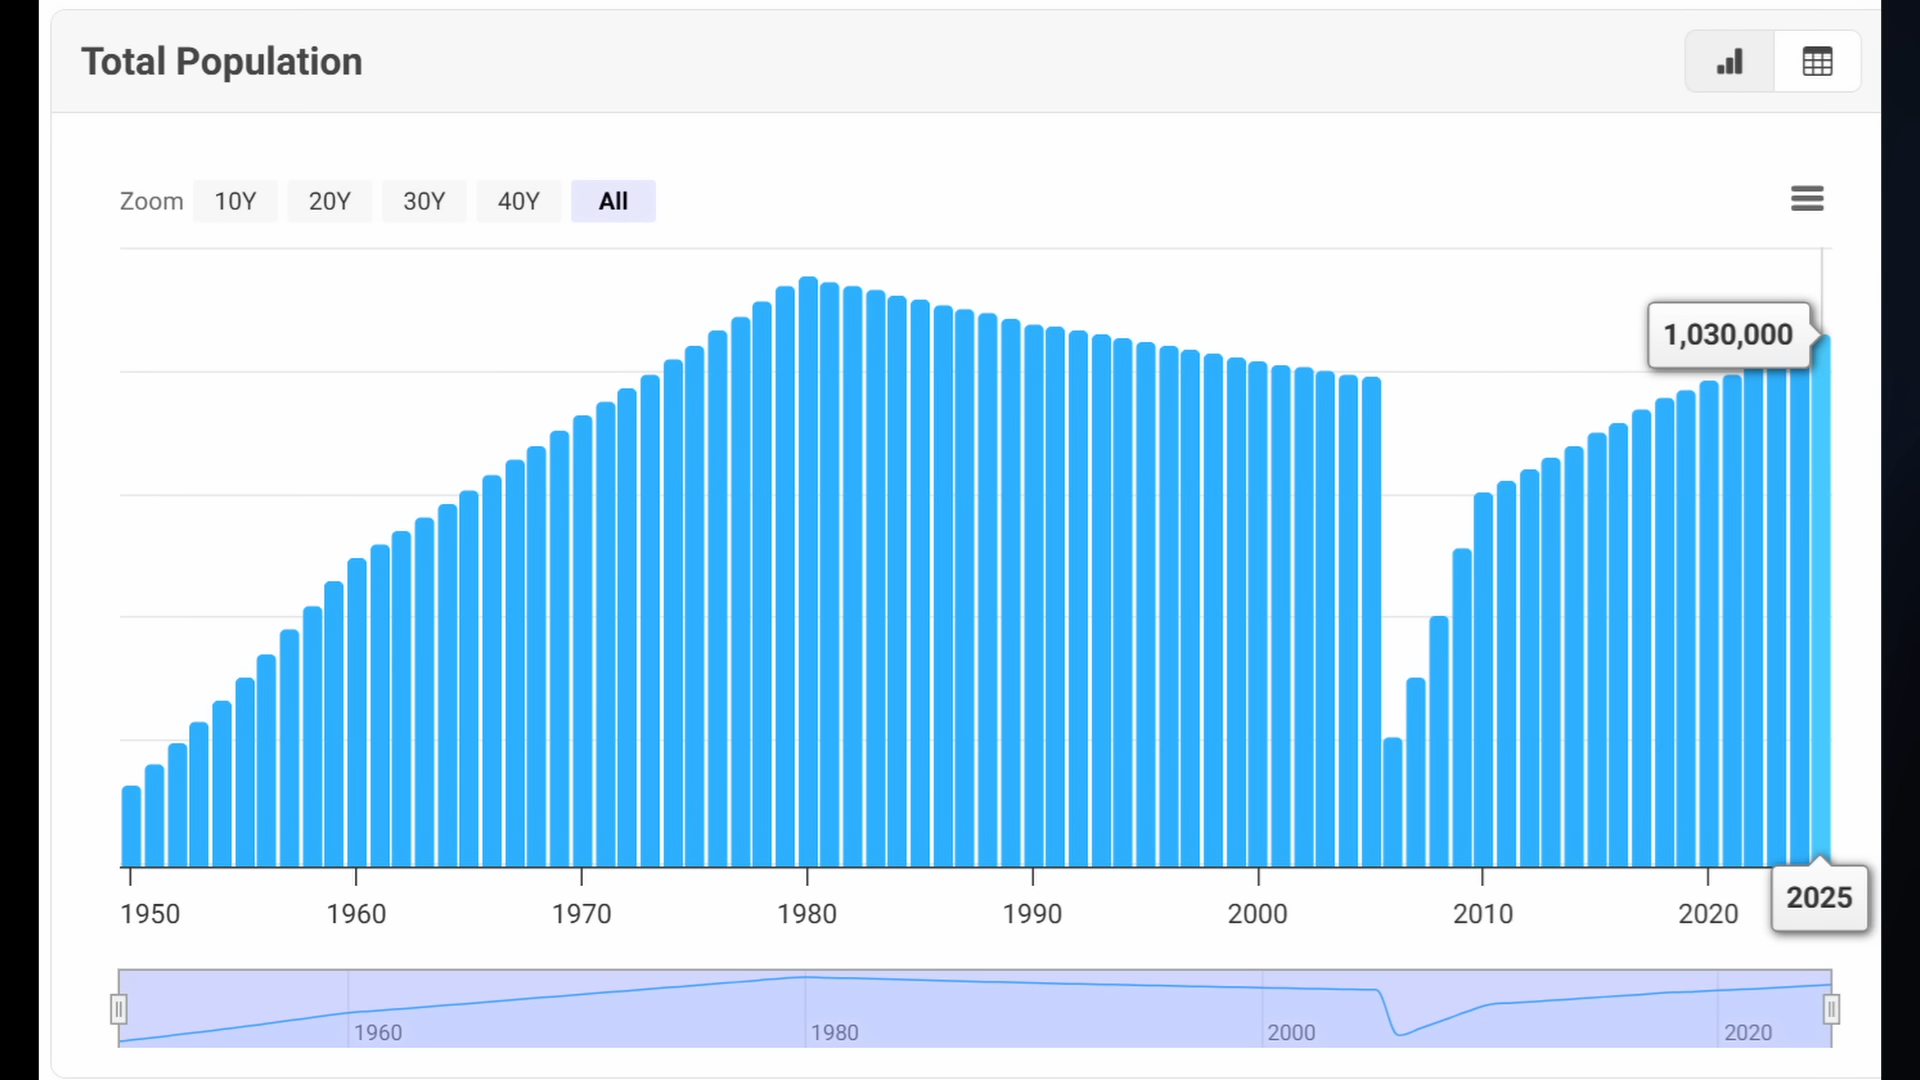 Total Population
Zoom 10Y 20Y 30Y 40Y All
1,030,000
1950 1960 1970 1980 1990 2000 2010 2020 2025
1960 1980 2000 2020